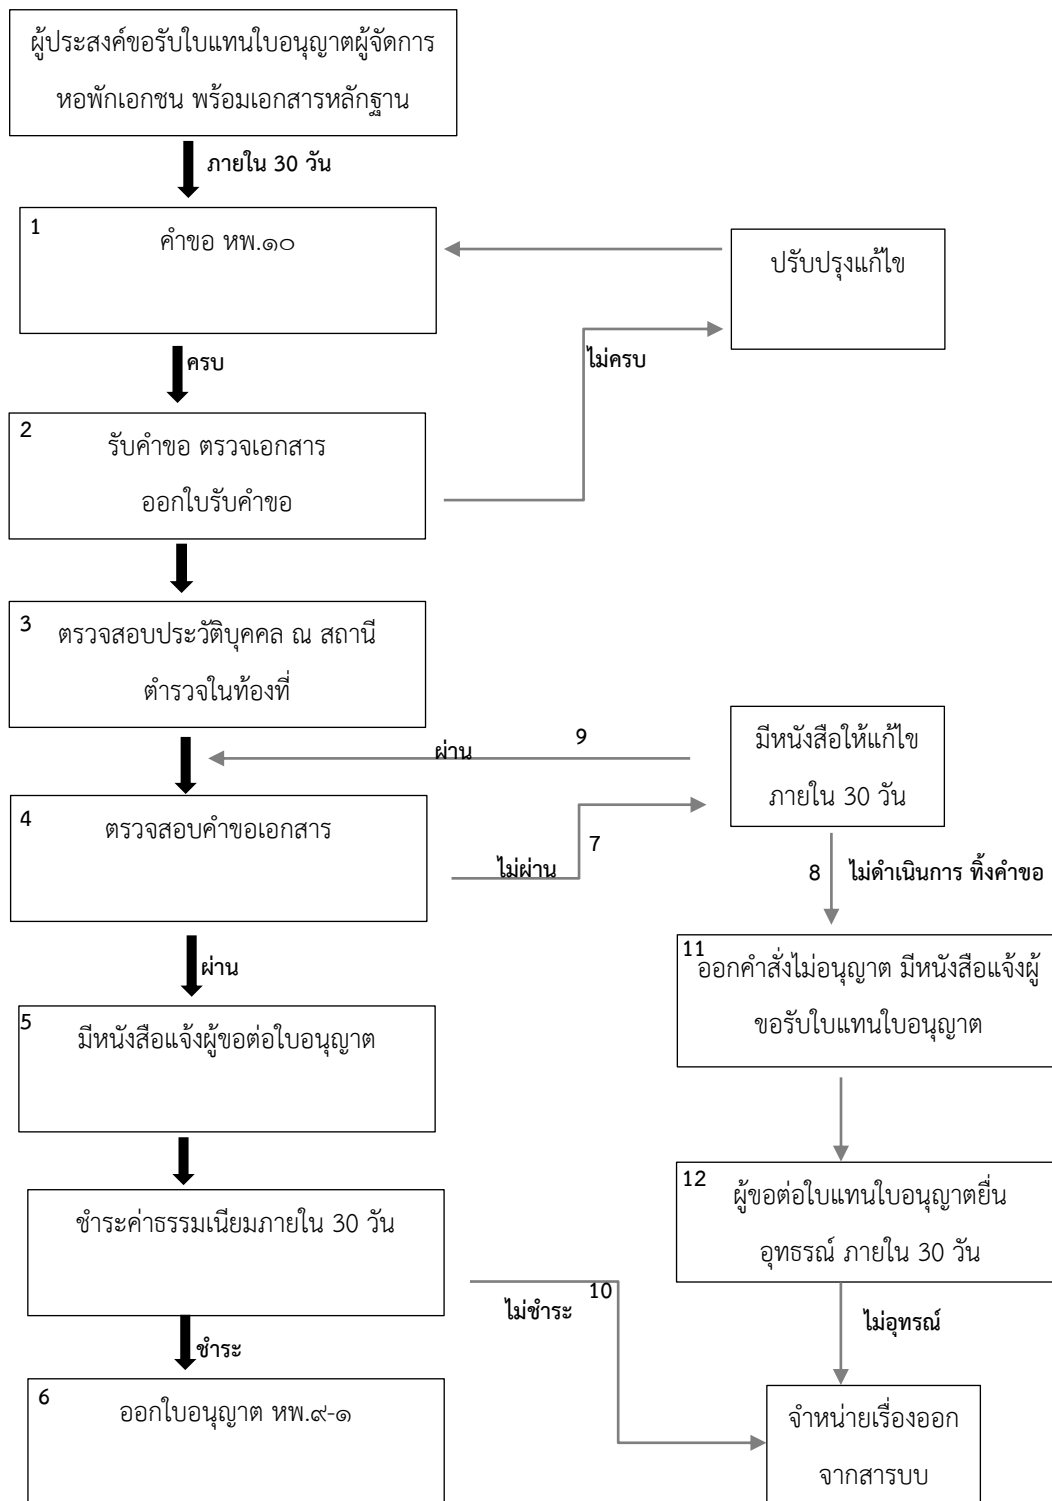 ผู้ประสงค์ขอรับใบแทนใบอนุญาตผู้จัดการ
หอพักเอกชน พร้อมเอกสารหลักฐาน
ภายใน 30 วัน
1
คำขอ หพ.๑๐
ปรับปรุงแก้ไข
ครบ
ไม่ครบ
2
รับคำขอ ตรวจเอกสาร
ออกใบรับคำขอ
3
ตรวจสอบประวัติบุคคล ณ สถานี
ตำรวจในท้องที่
ผ่าน
9
มีหนังสือให้แก้ไข
ภายใน 30 วัน
4
ตรวจสอบคำขอเอกสาร
ไม่ผ่าน
7
8
ไม่ดำเนินการ ทิ้งคำขอ
ผ่าน
11
ออกคำสั่งไม่อนุญาต มีหนังสือแจ้งผู้
ขอรับใบแทนใบอนุญาต
5
มีหนังสือแจ้งผู้ขอต่อใบอนุญาต
12
ผู้ขอต่อใบแทนใบอนุญาตยื่น
อุทธรณ์ ภายใน 30 วัน
ชำระค่าธรรมเนียมภายใน 30 วัน
10
ไม่ชำระ
ไม่อุทรณ์
ชำระ
6
ออกใบอนุญาต หพ.๙-๑
จำหน่ายเรื่องออก
จากสารบบ